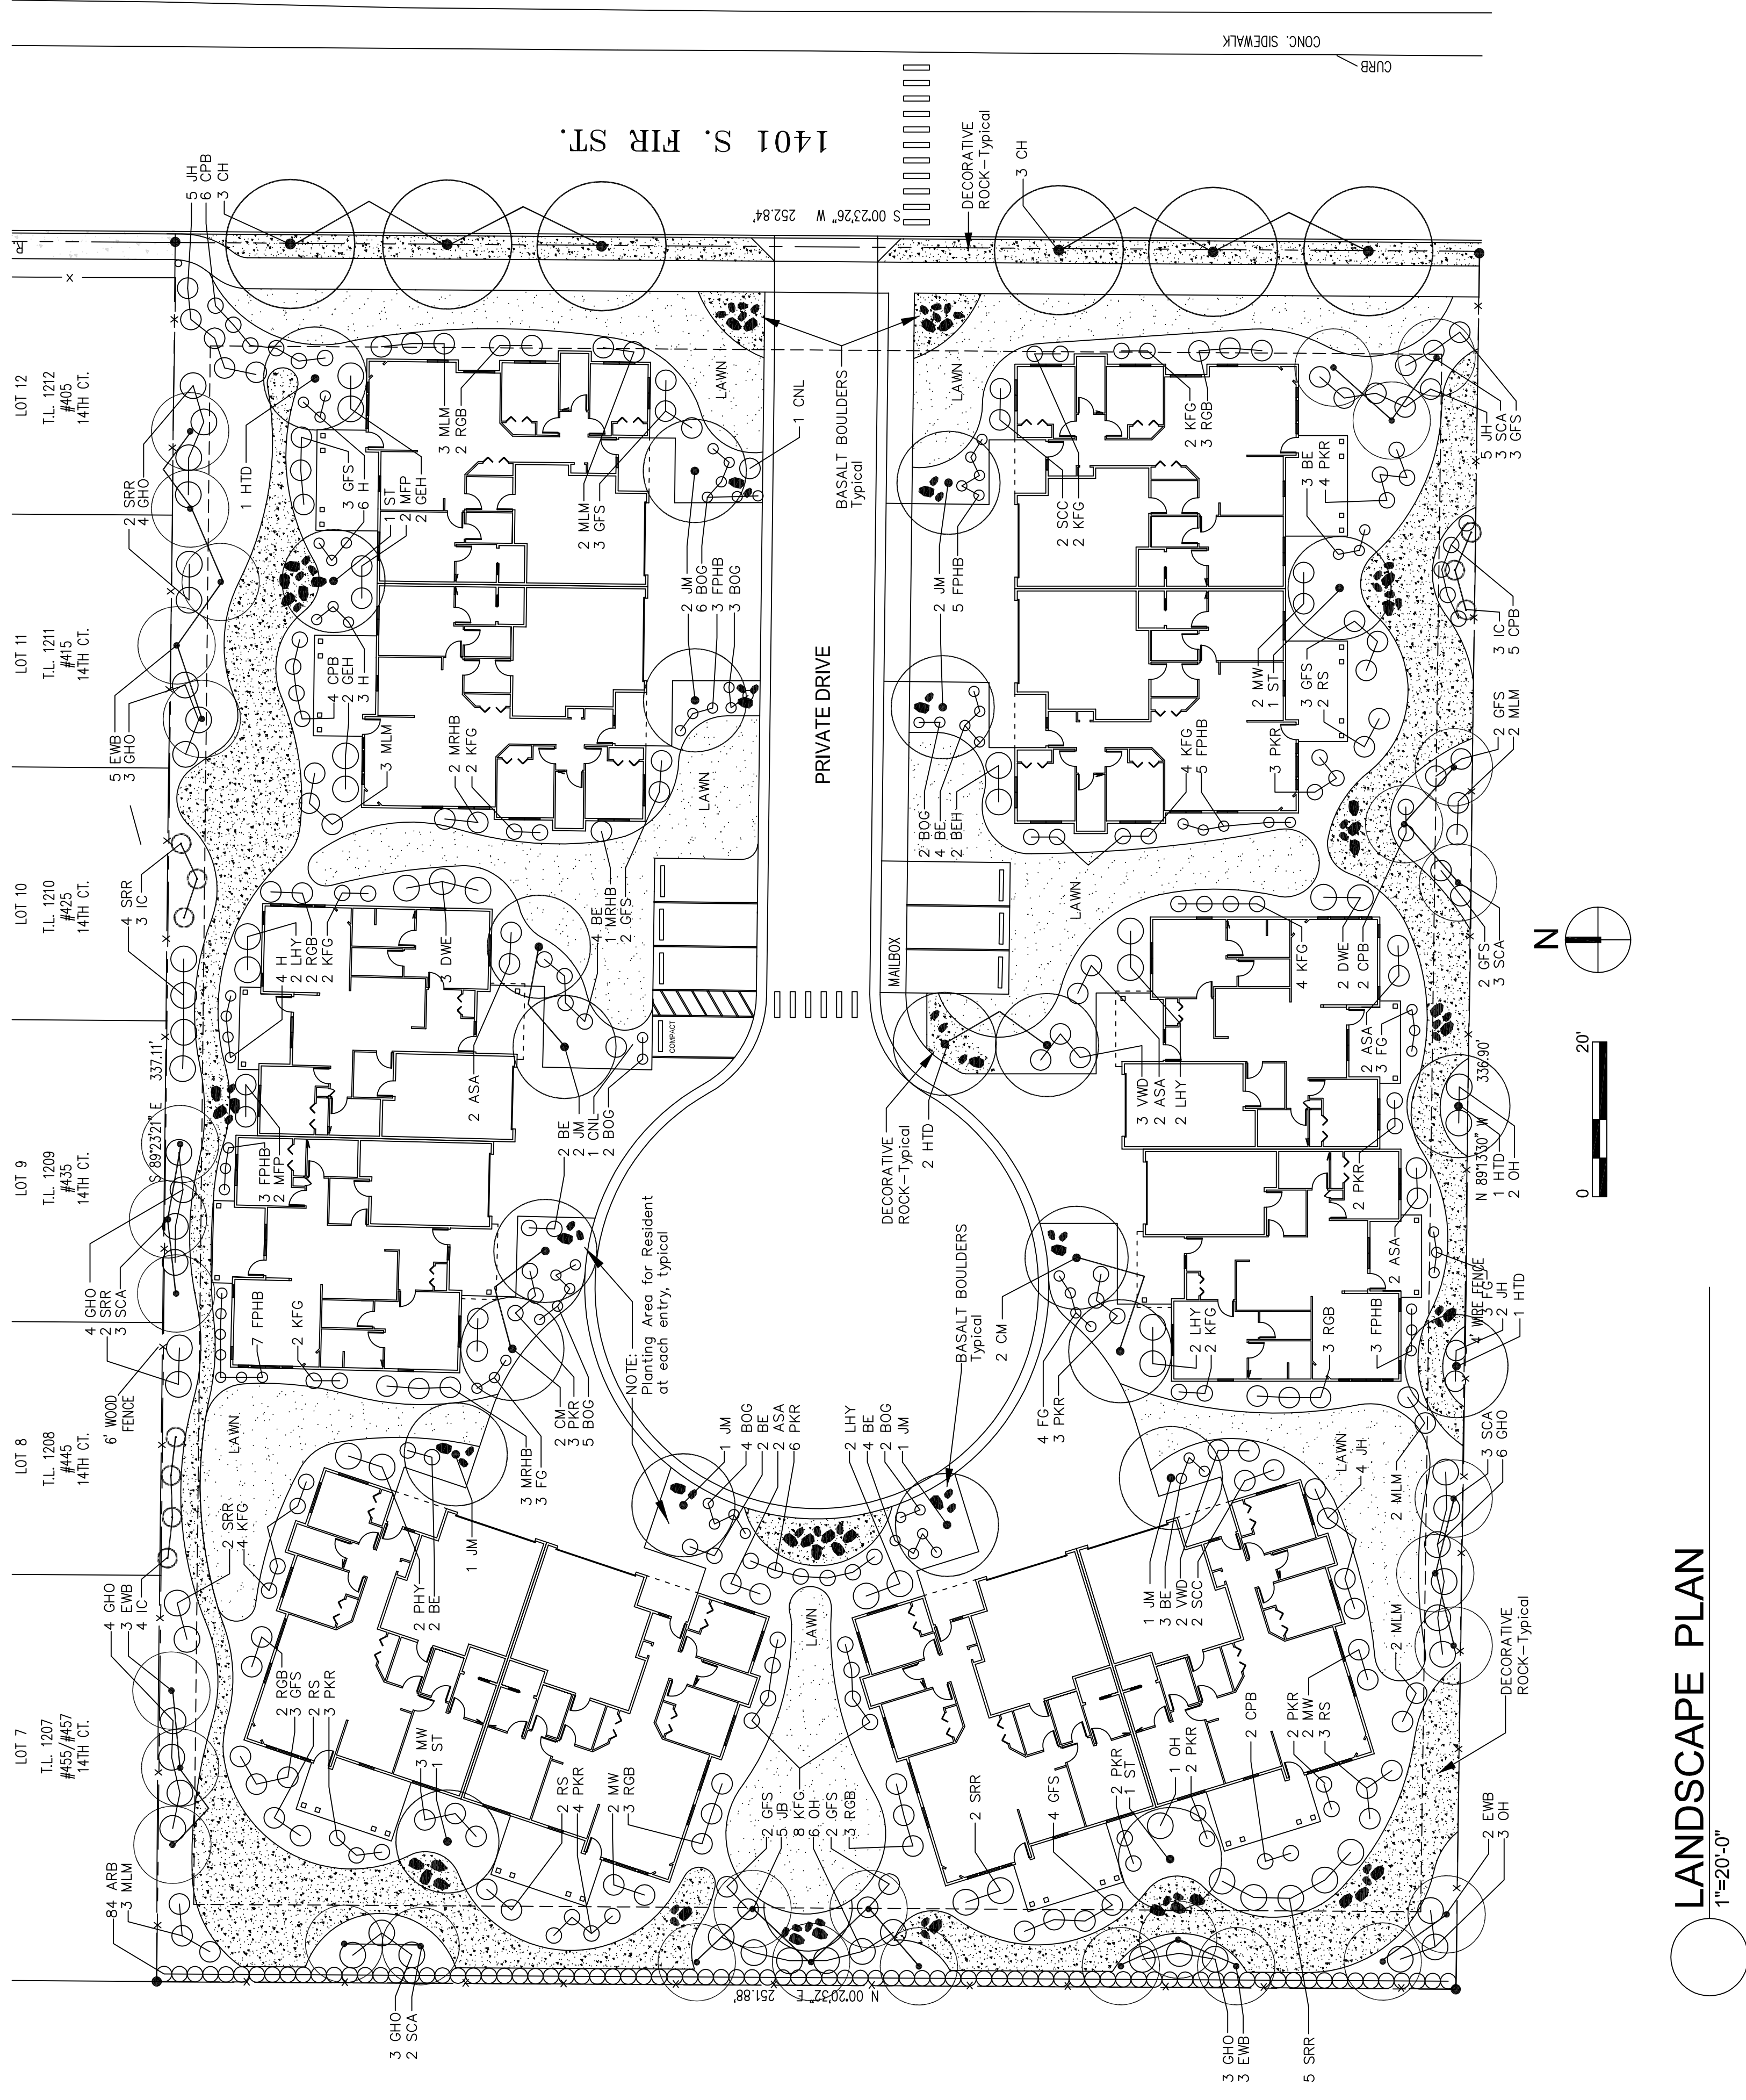 CONC. SIDEWALK
CURB
1401 S. FIR ST.
S 00°23'26" W 252.84'
DECORATIVE
ROCK-Typical
3 CH
5 JH
6 CPB
3 CH
R
LOT 12
T.L. 1212
#405
14TH CT.
2 SRR
4 GHO
1 HTD
3 GFS
6 H
1 ST
2 MFP
2 GEH
3 MLM
2 RGB
2 MLM
3 GFS
LAWN
1 CNL
BASALT BOULDERS
Typical
LAWN
2 KFG
3 RGB
2 SCC
2 KFG
3 BE
4 PKR
5 JH
3 SCA
3 GFS
LOT 11
T.L. 1211
#415
14TH CT.
5 EWB
3 GHO
4 CPB
2 GEH
3 H
3 MLM
2 MRHB
2 KFG
2 JM
6 BOG
3 FPHB
3 BOG
LAWN
PRIVATE DRIVE
2 JM
5 FPHB
2 BOG
4 BE
2 BEH
4 KFG
5 FPHB
2 MW
1 ST
3 GFS
2 RS
3 PKR
3 IC
5 CPB
2 GFS
2 MLM
LOT 10
T.L. 1210
#425
14TH CT.
4 SRR
3 IC
4 H
2 LHY
2 RGB
2 KFG
3 DWE
4 BE
1 MRHB
2 GFS
COMPACT
MAILBOX
LAWN
4 KFG
2 DWE
2 CPB
2 GFS
3 SCA
N
S 89°23'21" E 337.11'
LOT 9
T.L. 1209
#435
14TH CT.
3 FPHB
2 MFP
2 ASA
2 BE
2 JM
1 CNL
2 BOG
DECORATIVE
ROCK-Typical
2 HTD
3 VWD
2 ASA
2 LHY
2 ASA
3 FG
2 PKR
N 89°13'30" W 336.90'
1 HTD
2 OH
0 20'
4 GHO
2 SRR
3 SCA
7 FPHB
2 KFG
NOTE:
Planting Area for Resident
at each entry, typical
BASALT BOULDERS
Typical
2 CM
2 LHY
2 KFG
3 RGB
3 FPHB
2 ASA
4' WIRE FENCE
3 FG
2 JH
1 HTD
LOT 8
T.L. 1208
#445
14TH CT.
6' WOOD
FENCE
LAWN
2 CM
3 PKR
5 BOG
3 MRHB
3 FG
1 JM
4 BOG
2 BE
2 ASA
6 PKR
2 LHY
4 BE
2 BOG
1 JM
4 FG
3 PKR
LAWN
4 JH
2 MLM
3 SCA
6 GHO
2 SRR
4 KFG
2 PHY
2 BE
1 JM
LAWN
1 JM
3 BE
2 VWD
2 SCC
2 MLM
DECORATIVE
ROCK-Typical
4 GHO
3 EWB
4 IC
LOT 7
T.L. 1207
#455/#457
14TH CT.
2 RGB
3 GFS
2 RS
3 PKR
3 MW
1 ST
2 RS
4 PKR
2 MW
3 RGB
2 GFS
5 JB
8 KFG
6 OH
2 GFS
3 RGB
2 SRR
4 GFS
2 PKR
1 ST
1 OH
2 PKR
2 CPB
2 PKR
2 MW
3 RS
2 EWB
3 OH
84 ARB
3 MLM
N 00°20'32" E 251.88'
3 GHO
2 SCA
3 GHO
3 EWB
5 SRR
LANDSCAPE PLAN
1"=20'-0"